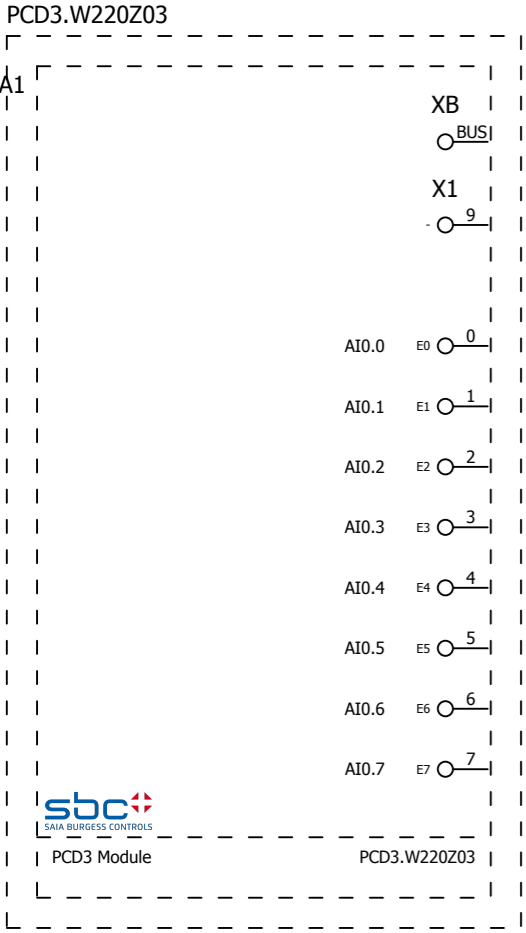 PCD3.W220Z03
A1
XB
BUS
X1
- 9
AI0.0 E0 0
AI0.1 E1 1
AI0.2 E2 2
AI0.3 E3 3
AI0.4 E4 4
AI0.5 E5 5
AI0.6 E6 6
AI0.7 E7 7
sbc
SAIA BURGESS CONTROLS
PCD3 Module PCD3.W220Z03